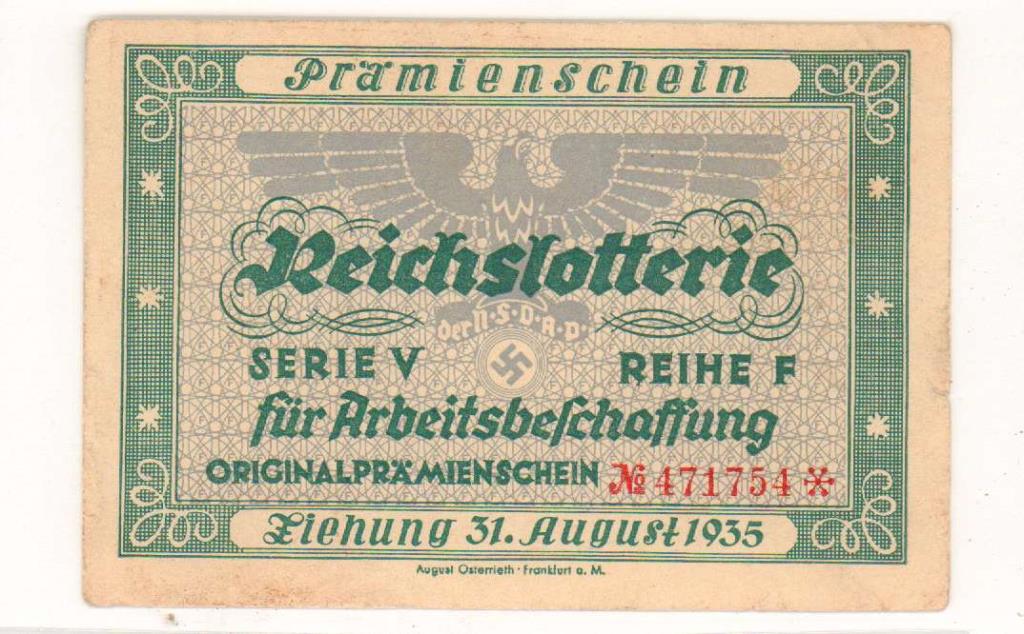 Prämienschein
Reichslotterie
der N·S·D·A·P·
SERIE V REIHE F
für Arbeitsbeſchaffung
ORIGINALPRÄMIENSCHEIN № 471754 *
Ziehung 31. August 1935
August Osterrieth · Frankfurt a. M.